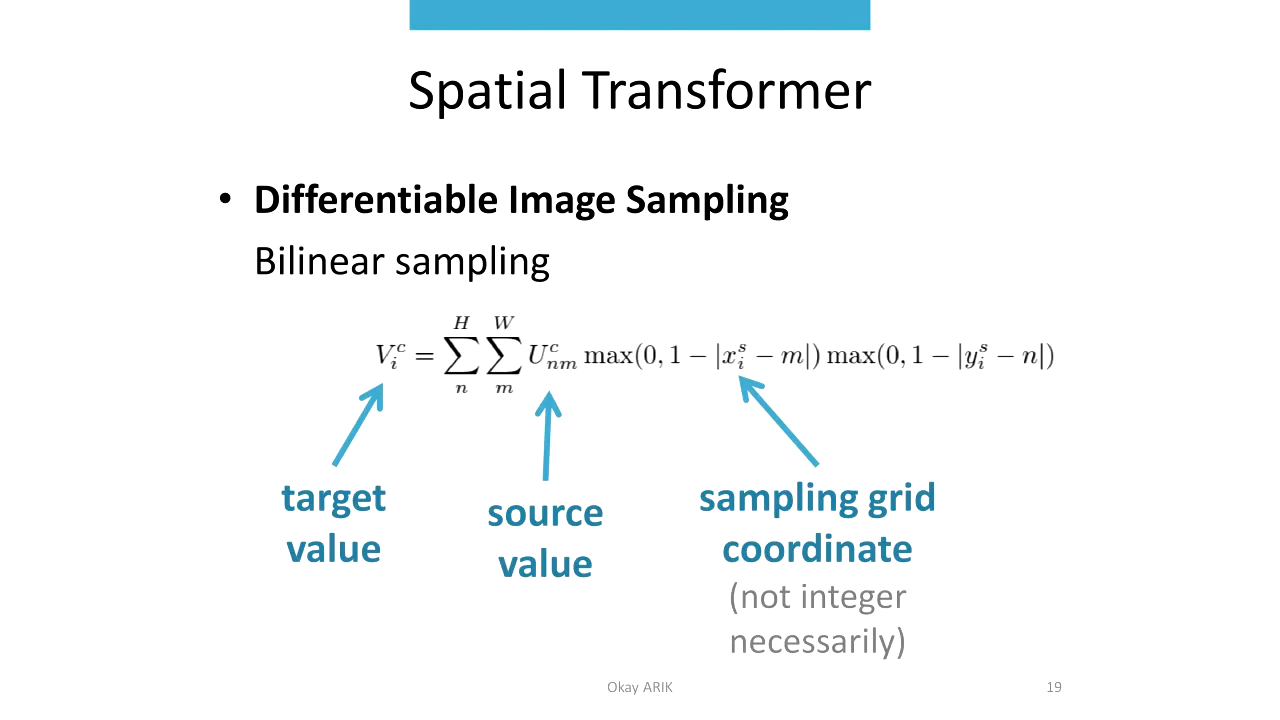 Spatial Transformer
• Differentiable Image Sampling
Bilinear sampling
V_i^c = \sum_n^H \sum_m^W U_{nm}^c max(0, 1 − |x_i^s − m|) max(0, 1 − |y_i^s − n|)
target
value
source
value
sampling grid
coordinate
(not integer
necessarily)
Okay ARIK
19